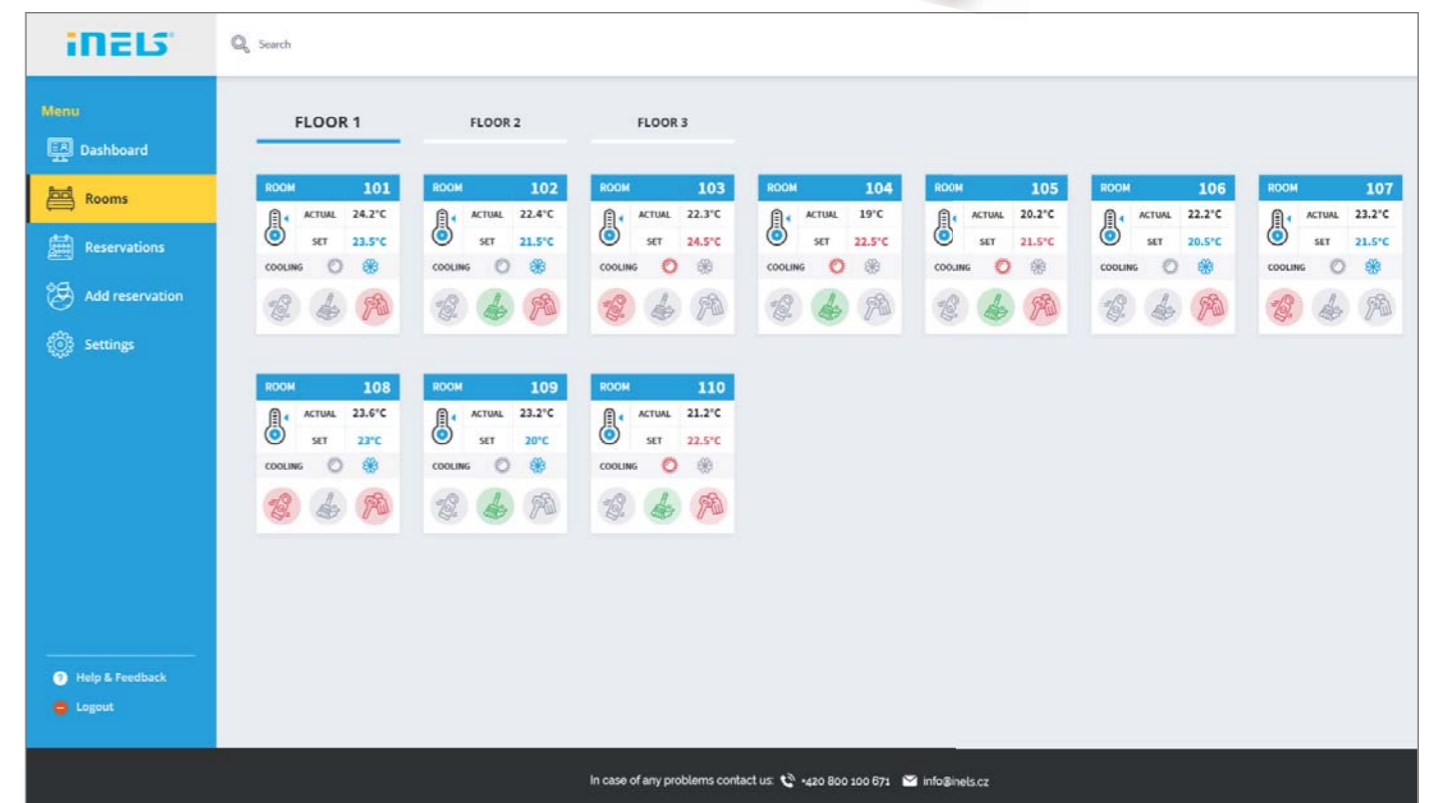 iNELS
Search
Menu
Dashboard
Rooms
Reservations
Add reservation
Settings
Help & Feedback
Logout
FLOOR 1 FLOOR 2 FLOOR 3
ROOM 101
ACTUAL 24.2°C
SET 23.5°C
COOLING
ROOM 102
ACTUAL 22.4°C
SET 21.5°C
COOLING
ROOM 103
ACTUAL 22.3°C
SET 24.5°C
COOLING
ROOM 104
ACTUAL 19°C
SET 22.5°C
COOLING
ROOM 105
ACTUAL 20.2°C
SET 21.5°C
COOLING
ROOM 106
ACTUAL 22.2°C
SET 20.5°C
COOLING
ROOM 107
ACTUAL 23.2°C
SET 21.5°C
COOLING
ROOM 108
ACTUAL 23.6°C
SET 23°C
COOLING
ROOM 109
ACTUAL 23.2°C
SET 20°C
COOLING
ROOM 110
ACTUAL 21.2°C
SET 22.5°C
COOLING
In case of any problems contact us: +420 800 100 671 info@inels.cz